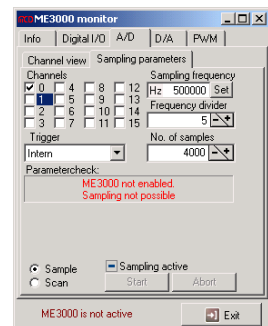 ME3000 monitor
Info Digital I/O A/D D/A PWM
Channel view Sampling parameters
Channels Sampling frequency
0 4 8 12 Hz 500000 Set
1 5 9 13 Frequency divider
2 6 10 14 5
3 7 11 15
Trigger No. of samples
Intern 4000
Parametercheck:
ME3000 not enabled.
Sampling not possible
Sample Sampling active
Scan Start Abort
ME3000 is not active Exit